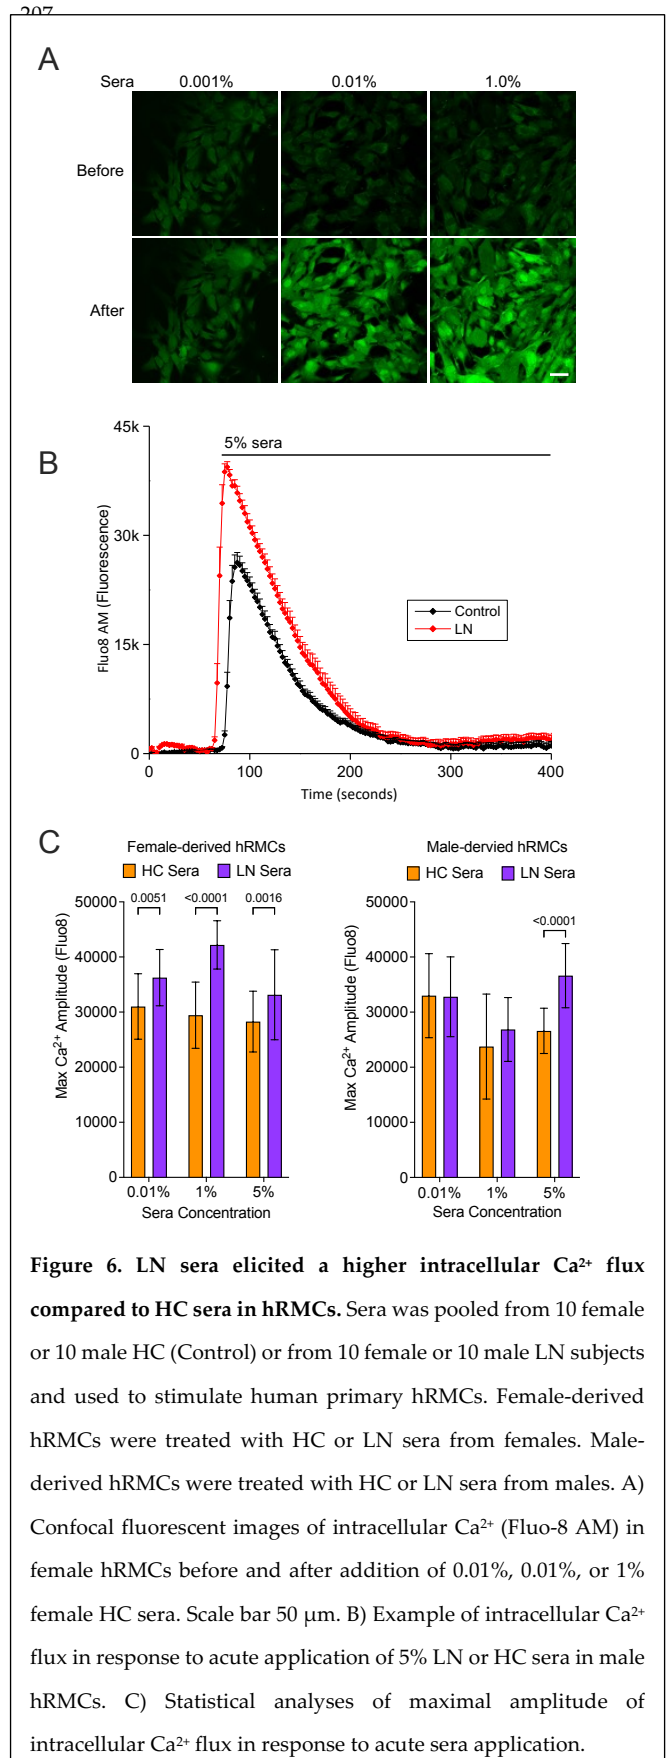 207
A
Sera 0.001% 0.01% 1.0%
Before
After
B
45k
30k
15k
0
Fluo8 AM (Fluorescence)
5% sera
Control
LN
0 100 200 300 400
Time (seconds)
C
Female-derived hRMCs
HC Sera LN Sera
50000
40000
30000
20000
10000
0
Max Ca²⁺ Amplitude (Fluo8)
0.0051 <0.0001 0.0016
0.01% 1% 5%
Sera Concentration
Male-dervied hRMCs
HC Sera LN Sera
50000
40000
30000
20000
10000
0
Max Ca²⁺ Amplitude (Fluo8)
<0.0001
0.01% 1% 5%
Sera Concentration
Figure 6. LN sera elicited a higher intracellular Ca²⁺ flux
compared to HC sera in hRMCs. Sera was pooled from 10 female
or 10 male HC (Control) or from 10 female or 10 male LN subjects
and used to stimulate human primary hRMCs. Female-derived
hRMCs were treated with HC or LN sera from females. Male-
derived hRMCs were treated with HC or LN sera from males. A)
Confocal fluorescent images of intracellular Ca²⁺ (Fluo-8 AM) in
female hRMCs before and after addition of 0.01%, 0.01%, or 1%
female HC sera. Scale bar 50 µm. B) Example of intracellular Ca²⁺
flux in response to acute application of 5% LN or HC sera in male
hRMCs. C) Statistical analyses of maximal amplitude of
intracellular Ca²⁺ flux in response to acute sera application.